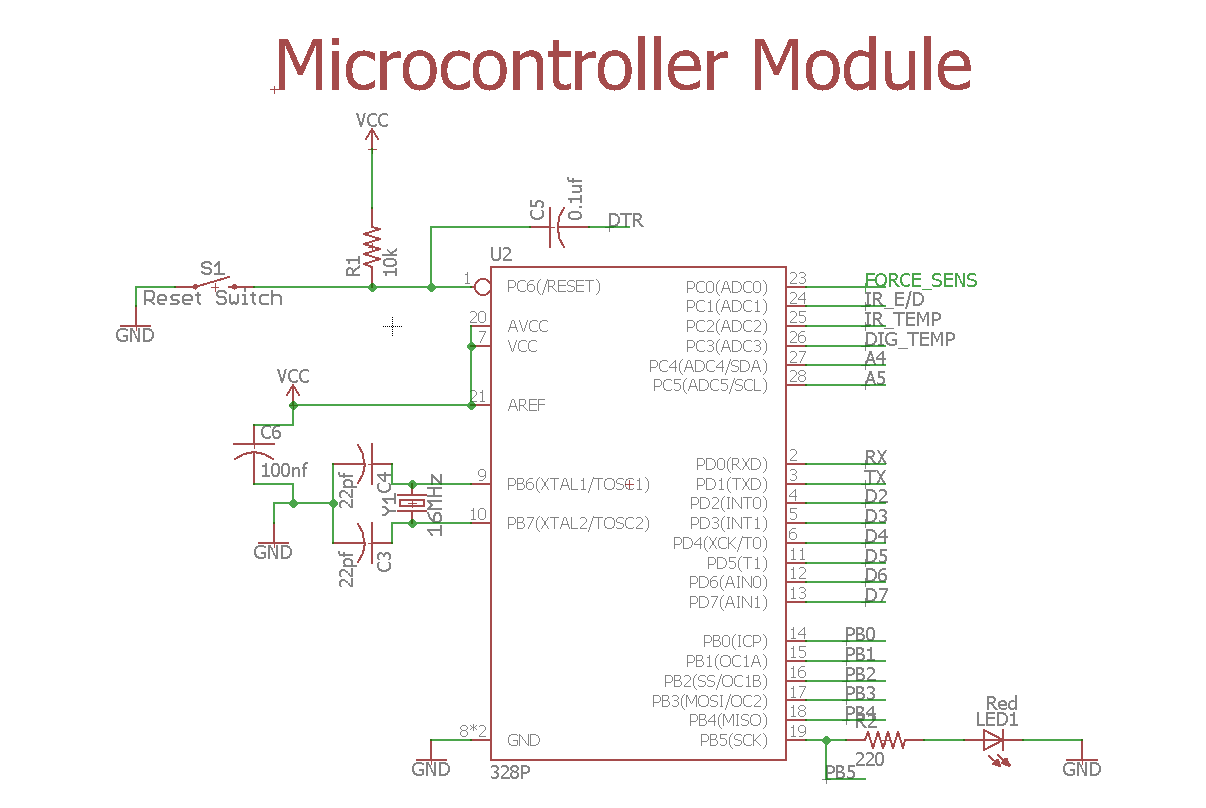 Microcontroller Module
VCC
C5
0.1uf
DTR
R1
10k
U2
S1
Reset Switch
GND
1
PC6(/RESET)
20
AVCC
7
VCC
21
AREF
VCC
C6
100nf
GND
22pf
C4
22pf
C3
Y1
16MHz
9
PB6(XTAL1/TOSC1)
10
PB7(XTAL2/TOSC2)
8*2
GND
GND
328P
PC0(ADC0)
23
FORCE_SENS
PC1(ADC1)
24
IR_E/D
PC2(ADC2)
25
IR_TEMP
PC3(ADC3)
26
DIG_TEMP
PC4(ADC4/SDA)
27
A4
PC5(ADC5/SCL)
28
A5
PD0(RXD)
2
RX
PD1(TXD)
3
TX
PD2(INT0)
4
D2
PD3(INT1)
5
D3
PD4(XCK/T0)
6
D4
PD5(T1)
11
D5
PD6(AIN0)
12
D6
PD7(AIN1)
13
D7
PB0(ICP)
14
PB0
PB1(OC1A)
15
PB1
PB2(SS/OC1B)
16
PB2
PB3(MOSI/OC2)
17
PB3
PB4(MISO)
18
PB4
PB5(SCK)
19
R2
220
PB5
Red
LED1
GND